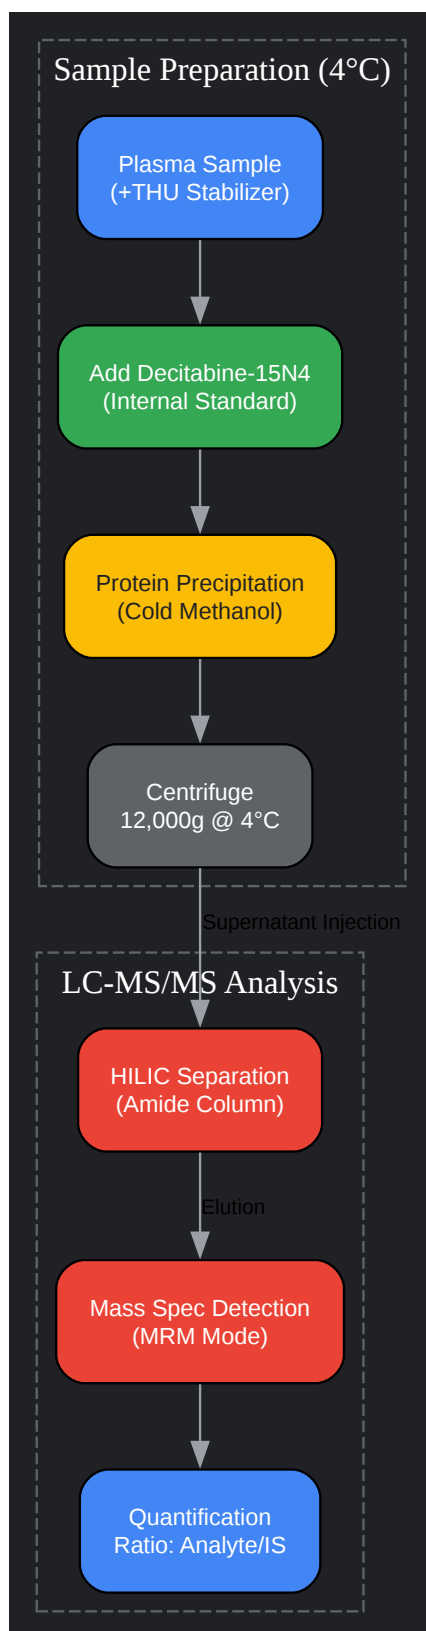 Sample Preparation (4°C)
Plasma Sample
(+THU Stabilizer)
Add Decitabine-15N4
(Internal Standard)
Protein Precipitation
(Cold Methanol)
Centrifuge
12,000g @ 4°C
Supernatant Injection
LC-MS/MS Analysis
HILIC Separation
(Amide Column)
Elution
Mass Spec Detection
(MRM Mode)
Quantification
Ratio: Analyte/IS